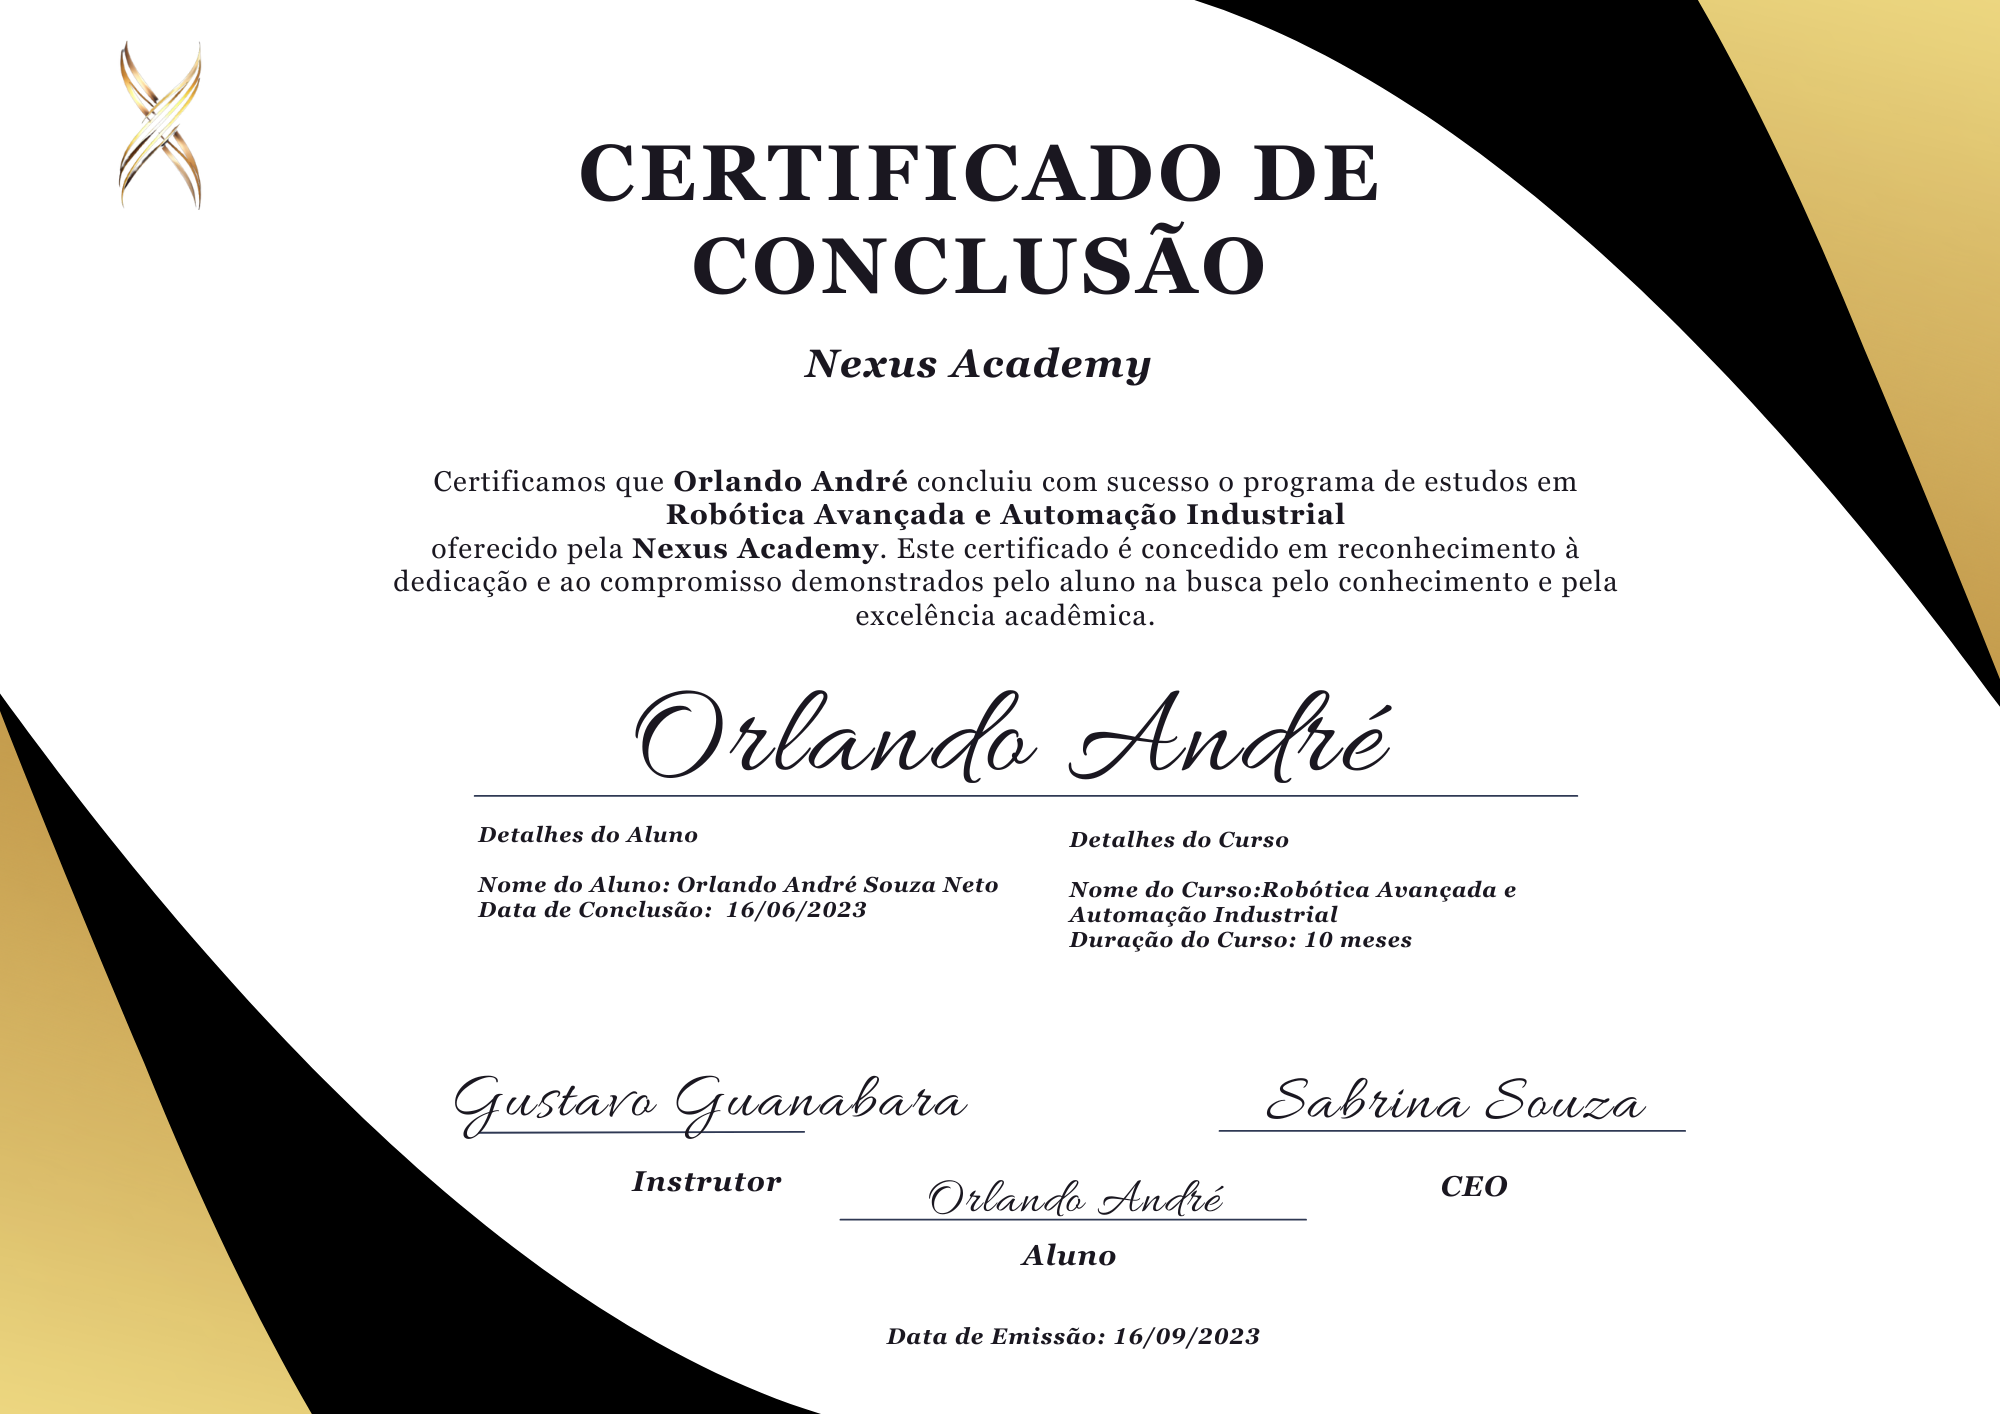 CERTIFICADO DE
CONCLUSÃO
Nexus Academy
Certificamos que Orlando André concluiu com sucesso o programa de estudos em
Robótica Avançada e Automação Industrial
oferecido pela Nexus Academy. Este certificado é concedido em reconhecimento à
dedicação e ao compromisso demonstrados pelo aluno na busca pelo conhecimento e pela
excelência acadêmica.
Orlando André
Detalhes do Aluno
Nome do Aluno: Orlando André Souza Neto
Data de Conclusão: 16/06/2023
Detalhes do Curso
Nome do Curso:Robótica Avançada e
Automação Industrial
Duração do Curso: 10 meses
Gustavo Guanabara
Instrutor
Sabrina Souza
CEO
Orlando André
Aluno
Data de Emissão: 16/09/2023